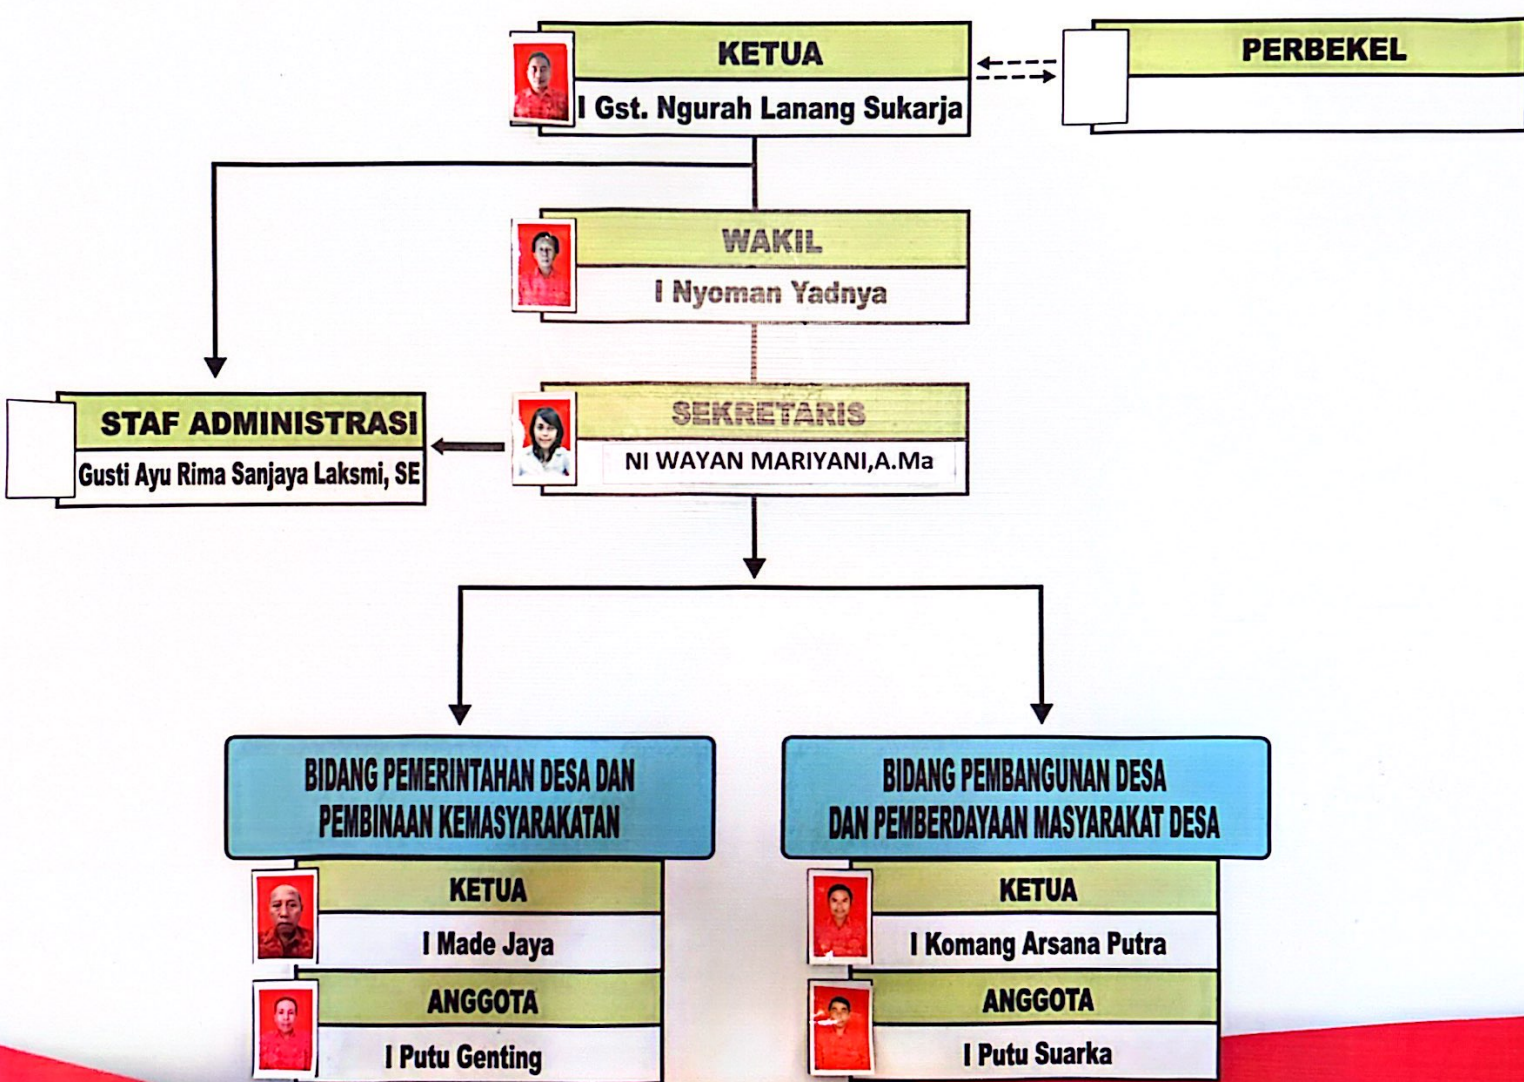 KETUA
I Gst. Ngurah Lanang Sukarja
PERBEKEL
WAKIL
I Nyoman Yadnya
STAF ADMINISTRASI
Gusti Ayu Rima Sanjaya Laksmi, SE
SEKRETARIS
NI WAYAN MARIYANI,A.Ma
BIDANG PEMERINTAHAN DESA DAN
PEMBINAAN KEMASYARAKATAN
KETUA
I Made Jaya
ANGGOTA
I Putu Genting
BIDANG PEMBANGUNAN DESA
DAN PEMBERDAYAAN MASYARAKAT DESA
KETUA
I Komang Arsana Putra
ANGGOTA
I Putu Suarka